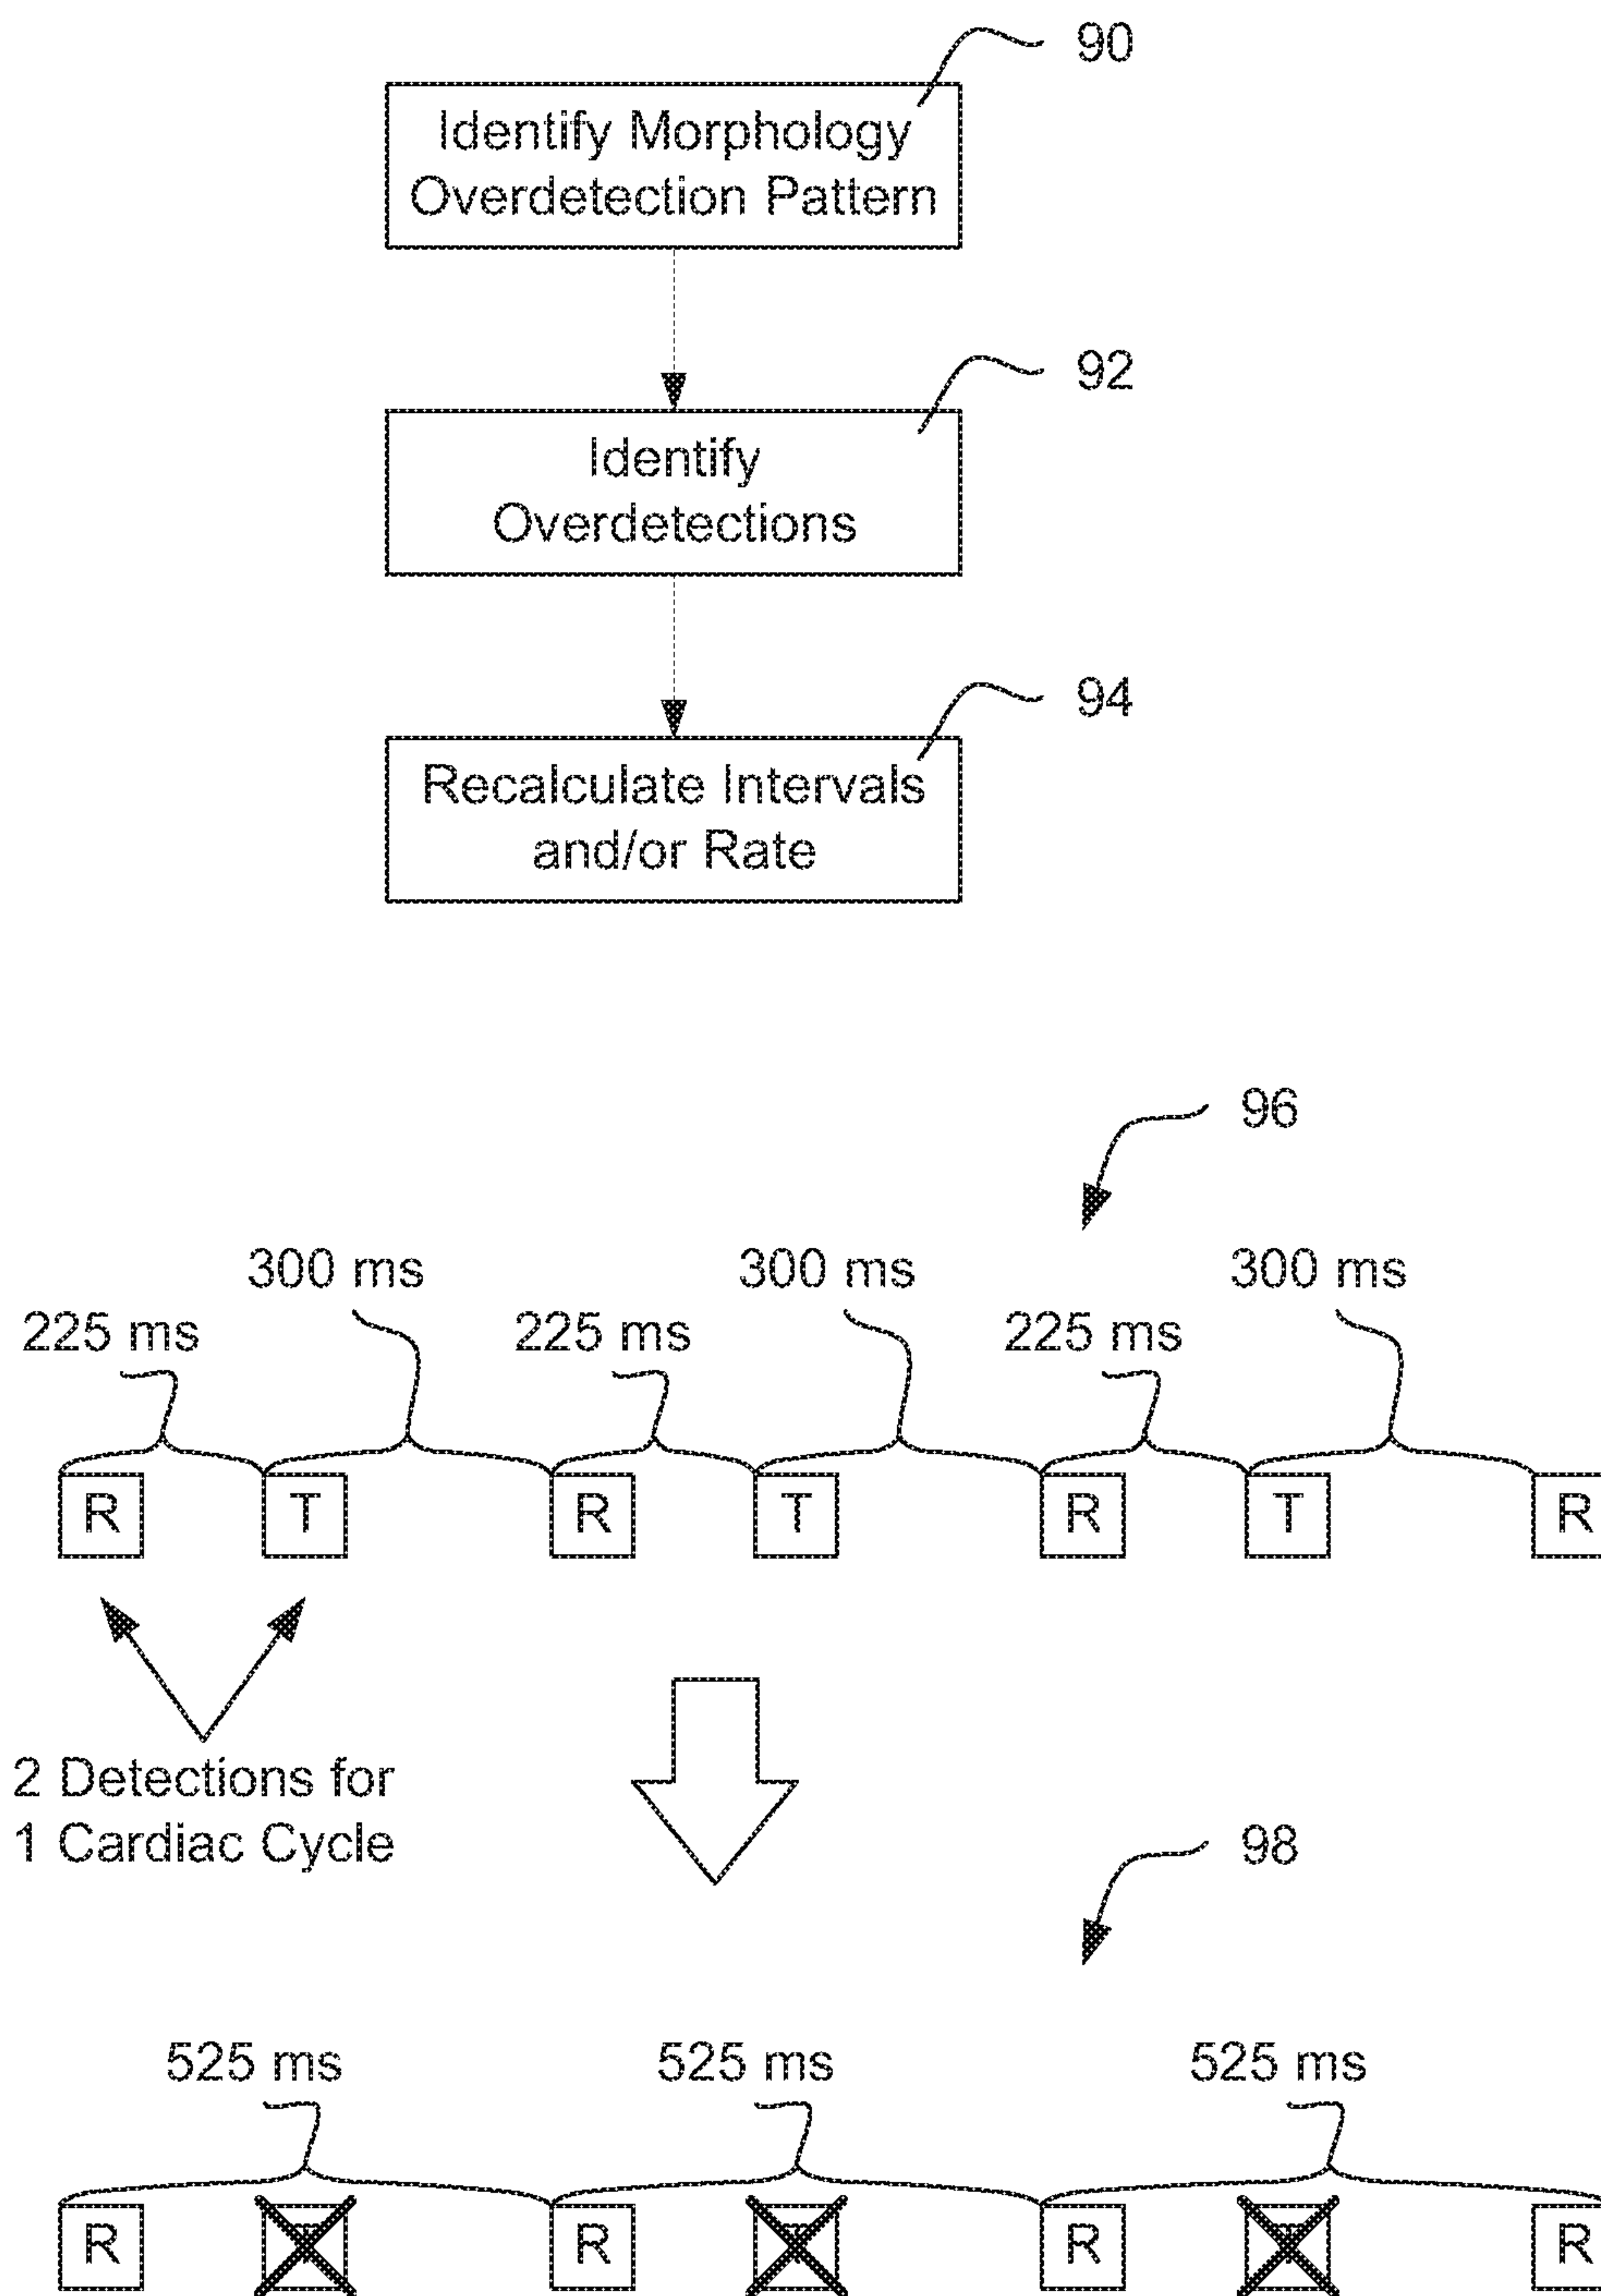 90
Identify Morphology
Overdetection Pattern
92
Identify
Overdetections
94
Recalculate Intervals
and/or Rate
96
300 ms 300 ms 300 ms
225 ms 225 ms 225 ms
R T R T R T R
2 Detections for
1 Cardiac Cycle
98
525 ms 525 ms 525 ms
R R R R